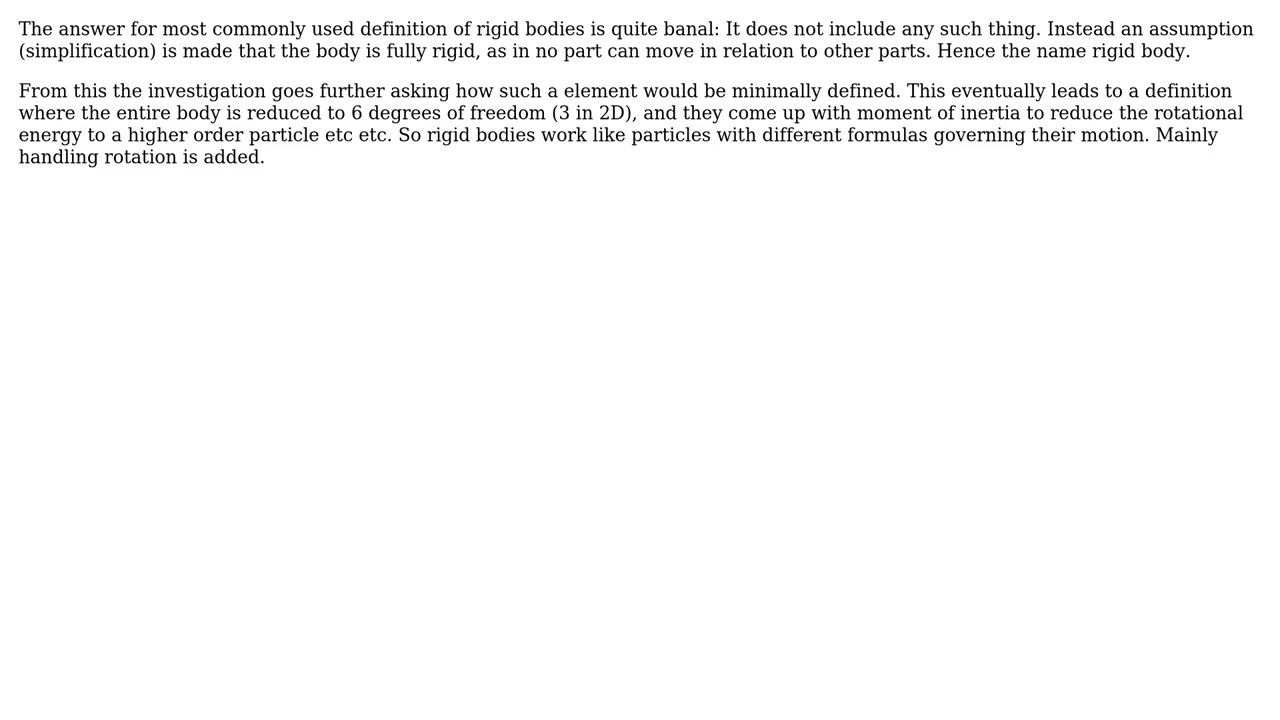 The answer for most commonly used definition of rigid bodies is quite banal: It does not include any such thing. Instead an assumption
(simplification) is made that the body is fully rigid, as in no part can move in relation to other parts. Hence the name rigid body.
From this the investigation goes further asking how such a element would be minimally defined. This eventually leads to a definition
where the entire body is reduced to 6 degrees of freedom (3 in 2D), and they come up with moment of inertia to reduce the rotational
energy to a higher order particle etc etc. So rigid bodies work like particles with different formulas governing their motion. Mainly
handling rotation is added.